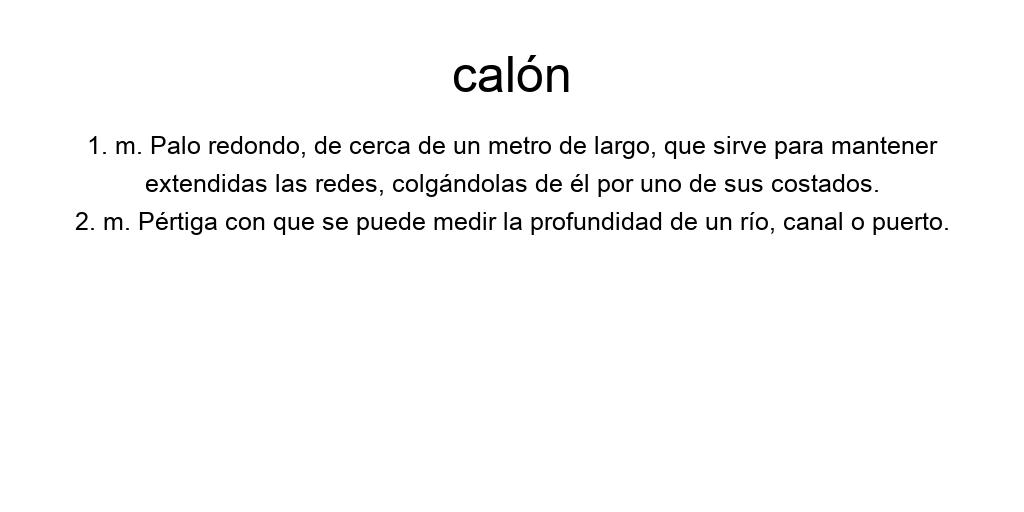 calón
1. m. Palo redondo, de cerca de un metro de largo, que sirve para mantener
extendidas las redes, colgándolas de él por uno de sus costados.
2. m. Pértiga con que se puede medir la profundidad de un río, canal o puerto.